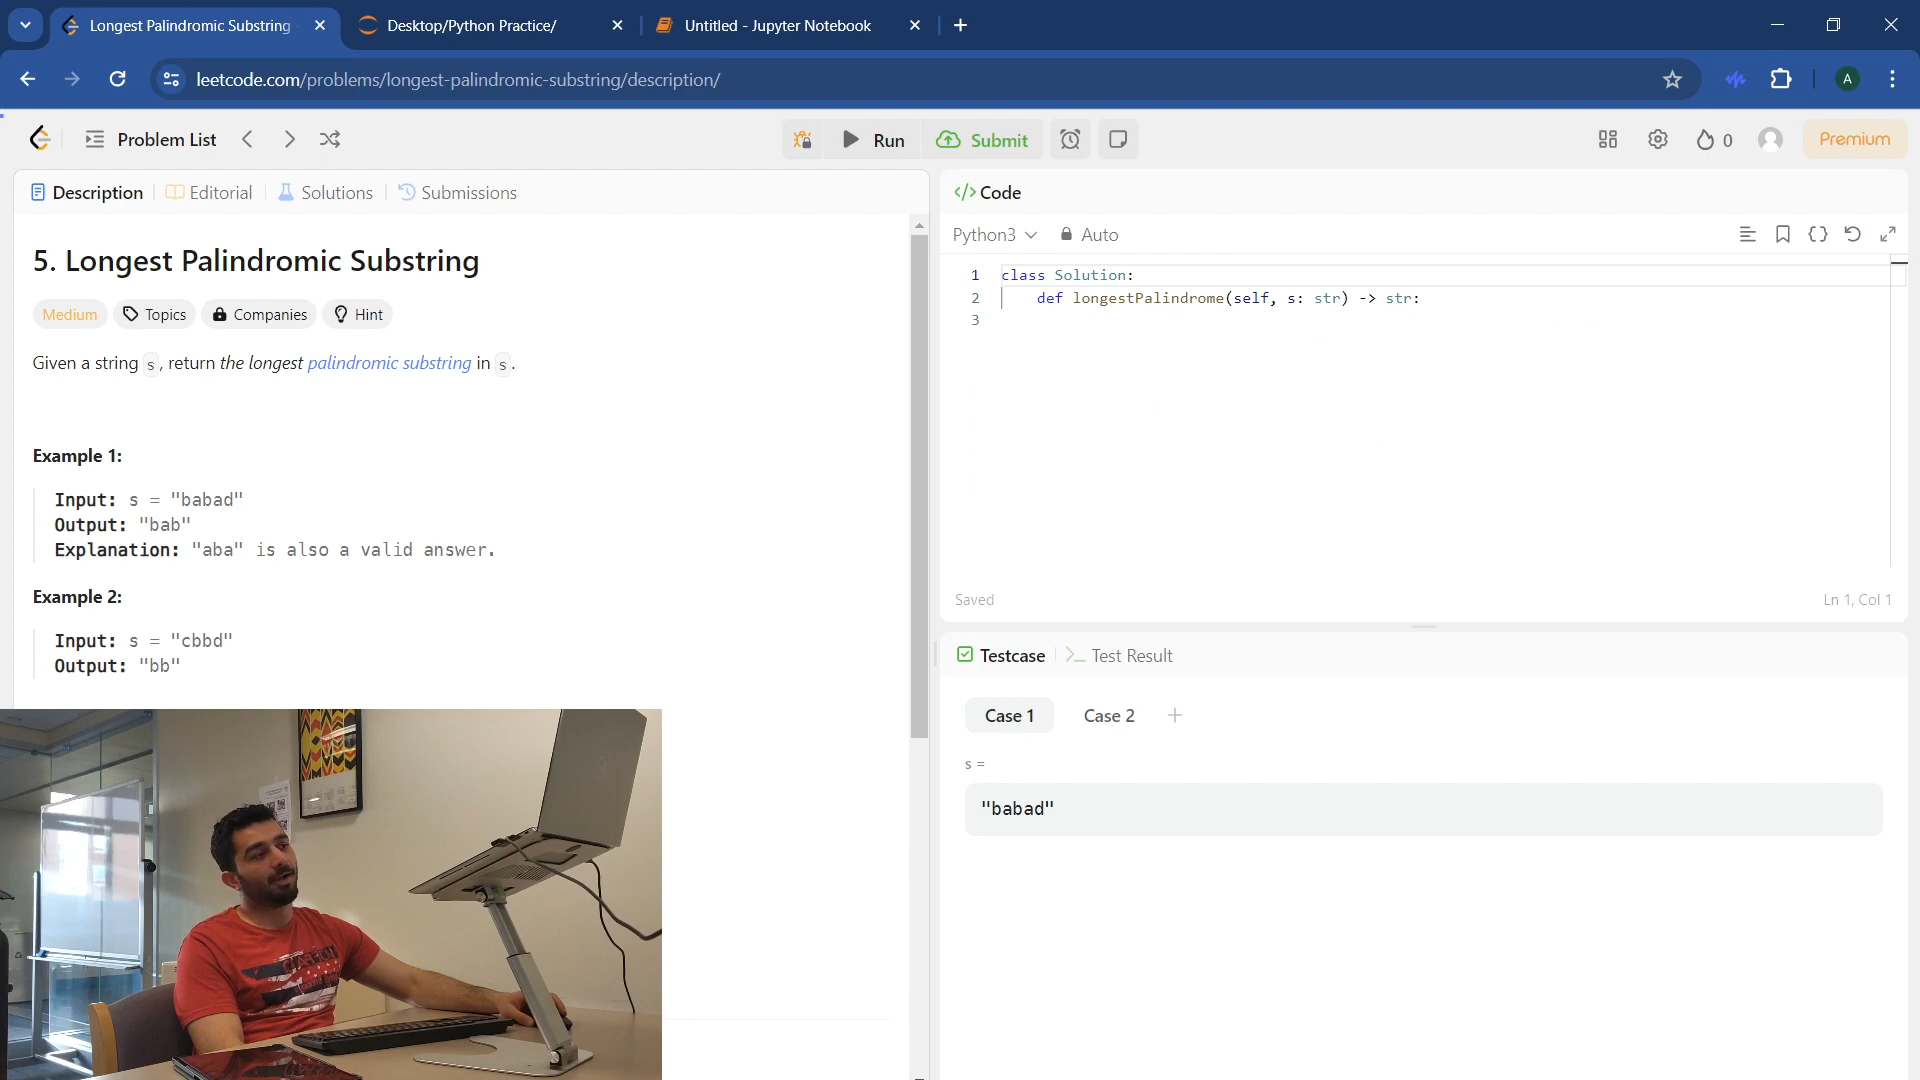 Longest Palindromic Substring
Desktop/Python Practice/
Untitled - Jupyter Notebook
leetcode.com/problems/longest-palindromic-substring/description/
A
Problem List
Run
Submit
0
Premium
Description
Editorial
Solutions
Submissions
5. Longest Palindromic Substring
Medium
Topics
Companies
Hint
Given a string s, return the longest palindromic substring in s.
Example 1:
Input: s = "babad"
Output: "bab"
Explanation: "aba" is also a valid answer.
Example 2:
Input: s = "cbbd"
Output: "bb"
</> Code
Python3
Auto
1 class Solution:
2 def longestPalindrome(self, s: str) -> str:
3
Saved
Ln 1, Col 1
Testcase
Test Result
Case 1
Case 2
s =
"babad"